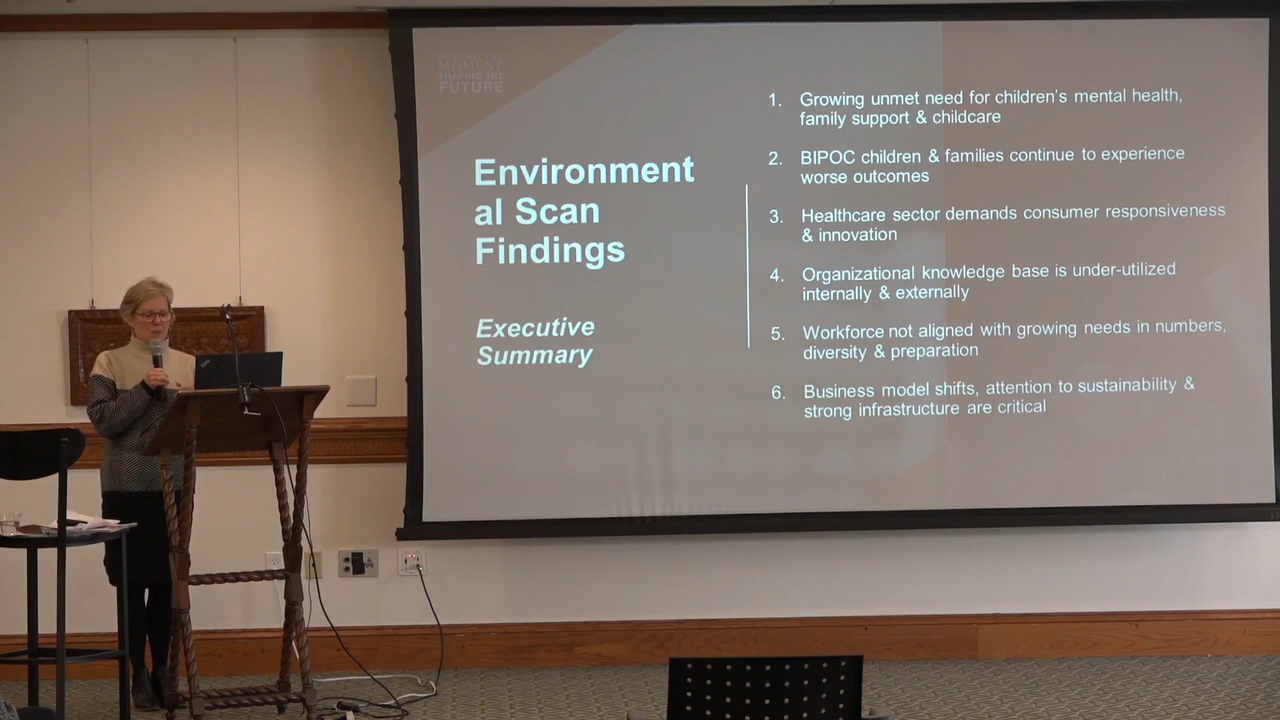 MEETING THE
MOMENT
SHAPING THE
FUTURE
Environment
al Scan
Findings
Executive
Summary
1. Growing unmet need for children's mental health,
family support & childcare
2. BIPOC children & families continue to experience
worse outcomes
3. Healthcare sector demands consumer responsiveness
& innovation
4. Organizational knowledge base is under-utilized
internally & externally
5. Workforce not aligned with growing needs in numbers,
diversity & preparation
6. Business model shifts, attention to sustainability &
strong infrastructure are critical